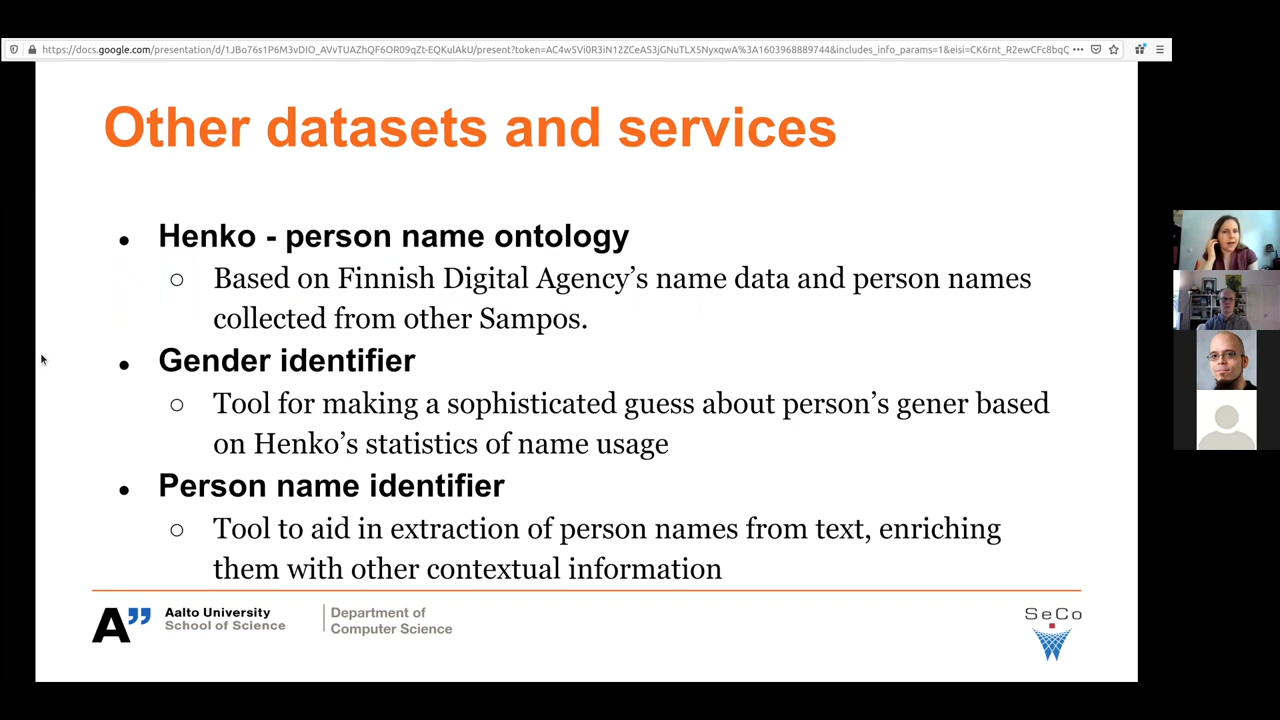 https://docs.google.com/presentation/d/1JBo76s1P6M3vDIO_AVvTUAZhQF6OR09qZt-EQKulAkU/present?token=AC4w5Vi0R3iN12ZCeAS3jGNuTLX5NyxqwA%3A1603968889744&includes_info_params=1&eisi=CK6rnt_R2ewCFc8bqQ
Other datasets and services
● Henko - person name ontology
○ Based on Finnish Digital Agency’s name data and person names
collected from other Sampos.
● Gender identifier
○ Tool for making a sophisticated guess about person’s gener based
on Henko’s statistics of name usage
● Person name identifier
○ Tool to aid in extraction of person names from text, enriching
them with other contextual information
A” Aalto University
School of Science
Department of
Computer Science
SeCo